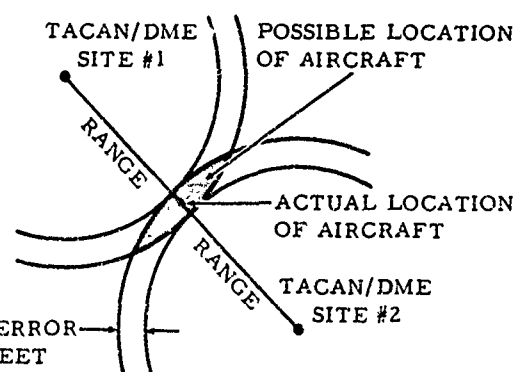 TACAN/DME
SITE #1
POSSIBLE LOCATION
OF AIRCRAFT
RANGE
ACTUAL LOCATION
OF AIRCRAFT
RANGE
TACAN/DME
SITE #2
ERROR